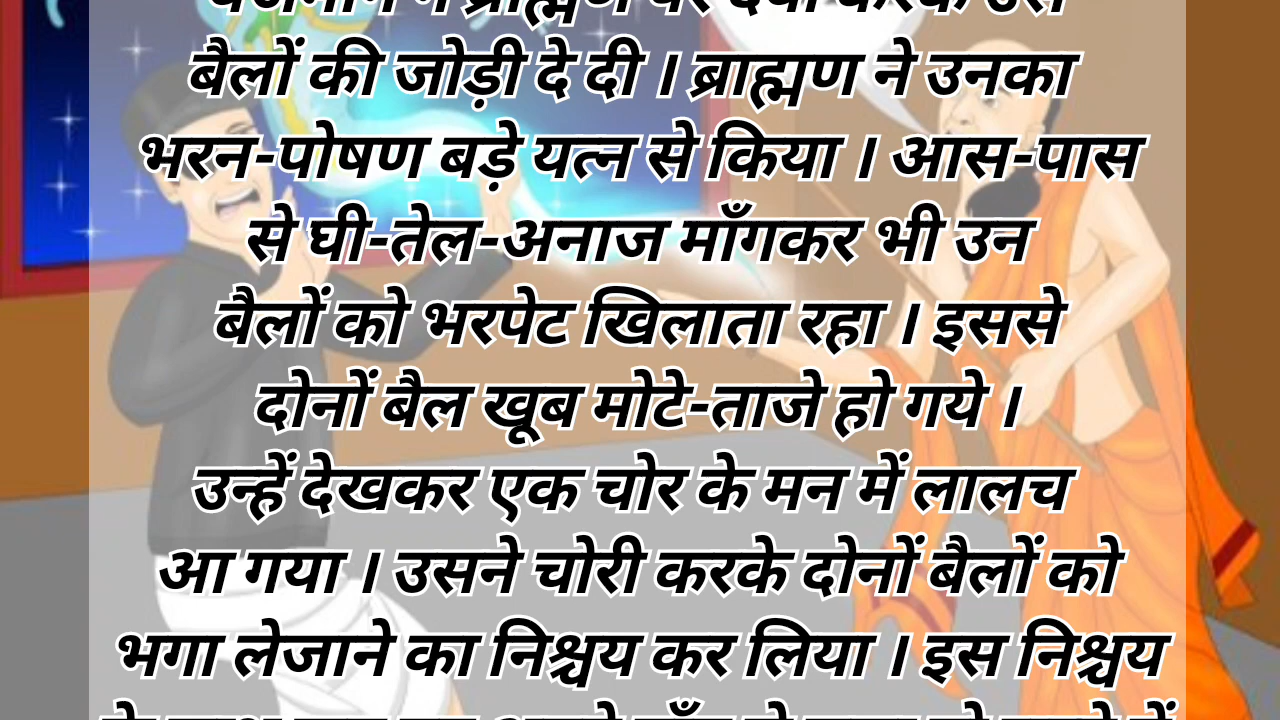 बैलों की जोड़ी दे दी । ब्राह्मण ने उनका
भरन-पोषण बड़े यत्न से किया । आस-पास
से घी-तेल-अनाज माँगकर भी उन
बैलों को भरपेट खिलाता रहा । इससे
दोनों बैल खूब मोटे-ताजे हो गये ।
उन्हें देखकर एक चोर के मन में लालच
आ गया । उसने चोरी करके दोनों बैलों को
भगा लेजाने का निश्चय कर लिया । इस निश्चय